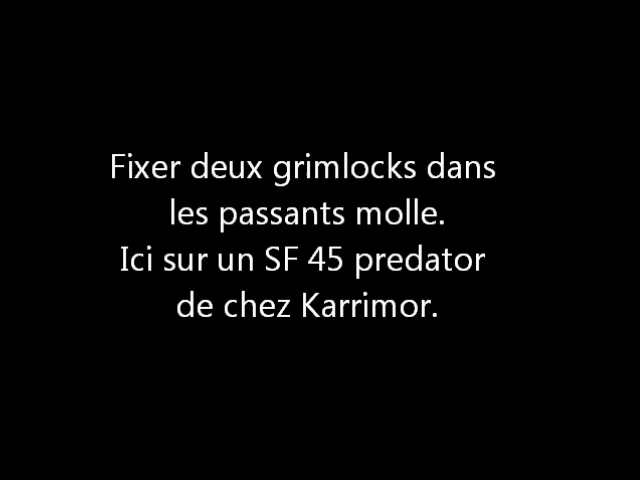 Fixer deux grimlocks dans
les passants molle.
Ici sur un SF 45 predator
de chez Karrimor.